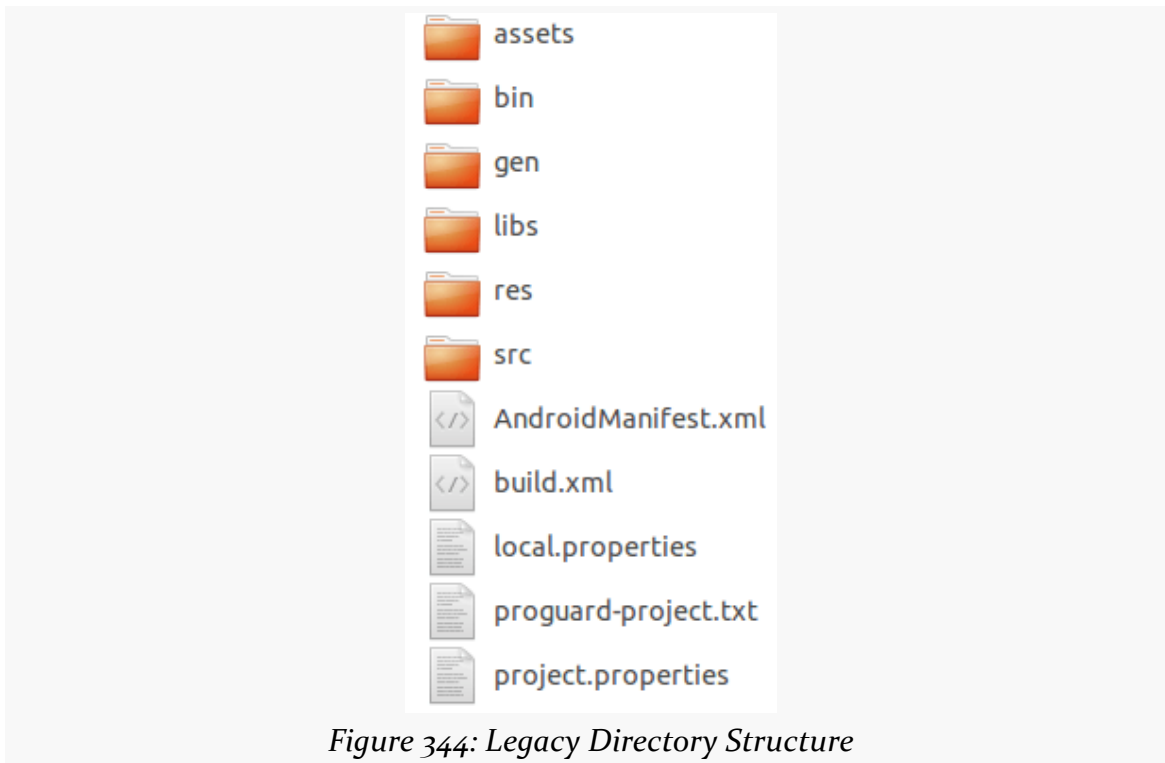 assets
bin
gen
libs
res
src
AndroidManifest.xml
build.xml
local.properties
proguard-project.txt
project.properties
Figure 344: Legacy Directory Structure